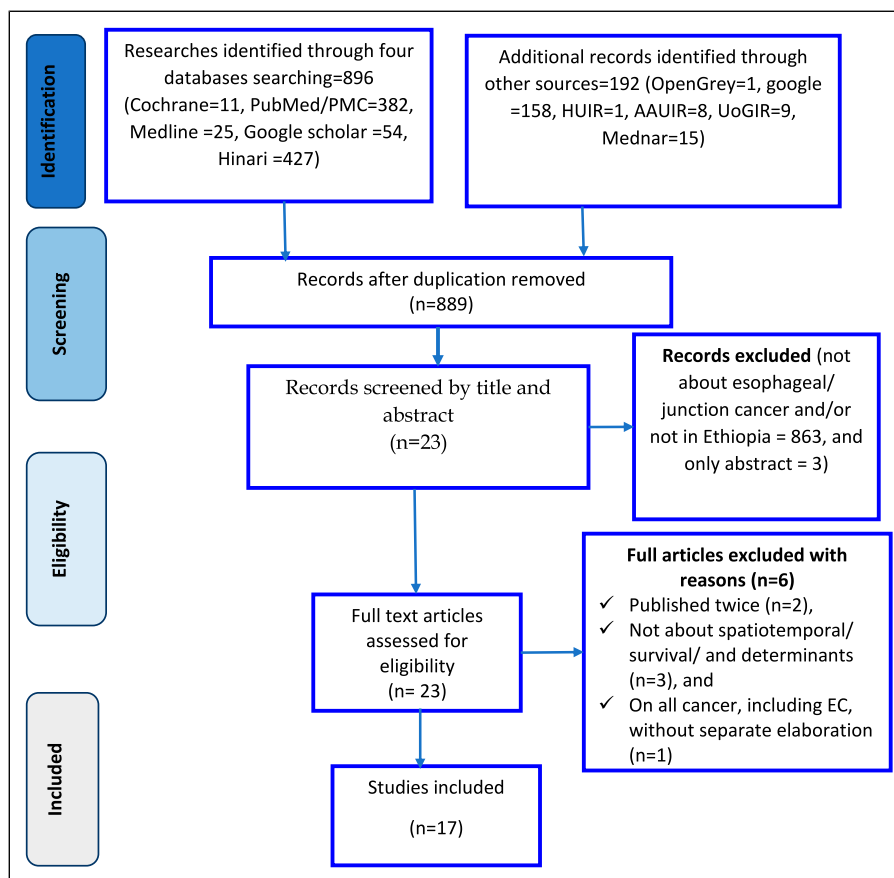 Identification
Researches identified through four
databases searching=896
(Cochrane=11, PubMed/PMC=382,
Medline =25, Google scholar =54,
Hinari =427)
Additional records identified through
other sources=192 (OpenGrey=1, google
=158, HUIR=1, AAUIR=8, UoGIR=9,
Mednar=15)
Screening
Records after duplication removed
(n=889)
Records screened by title and
abstract
(n=23)
Records excluded (not
about esophageal/
junction cancer and/or
not in Ethiopia = 863, and
only abstract = 3)
Eligibility
Full text articles
assessed for
eligibility
(n= 23)
Full articles excluded with
reasons (n=6)
✓ Published twice (n=2),
✓ Not about spatiotemporal/
survival/ and determinants
(n=3), and
✓ On all cancer, including EC,
without separate elaboration
(n=1)
Included
Studies included
(n=17)